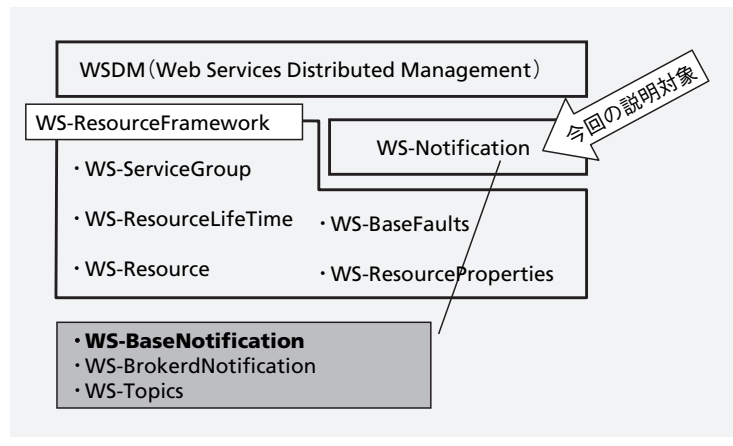 WSDM（Web Services Distributed Management）
今回の説明対象
WS-ResourceFramework
WS-Notification
・WS-ServiceGroup
・WS-ResourceLifeTime
・WS-BaseFaults
・WS-Resource
・WS-ResourceProperties
・WS-BaseNotification
・WS-BrokerdNotification
・WS-Topics